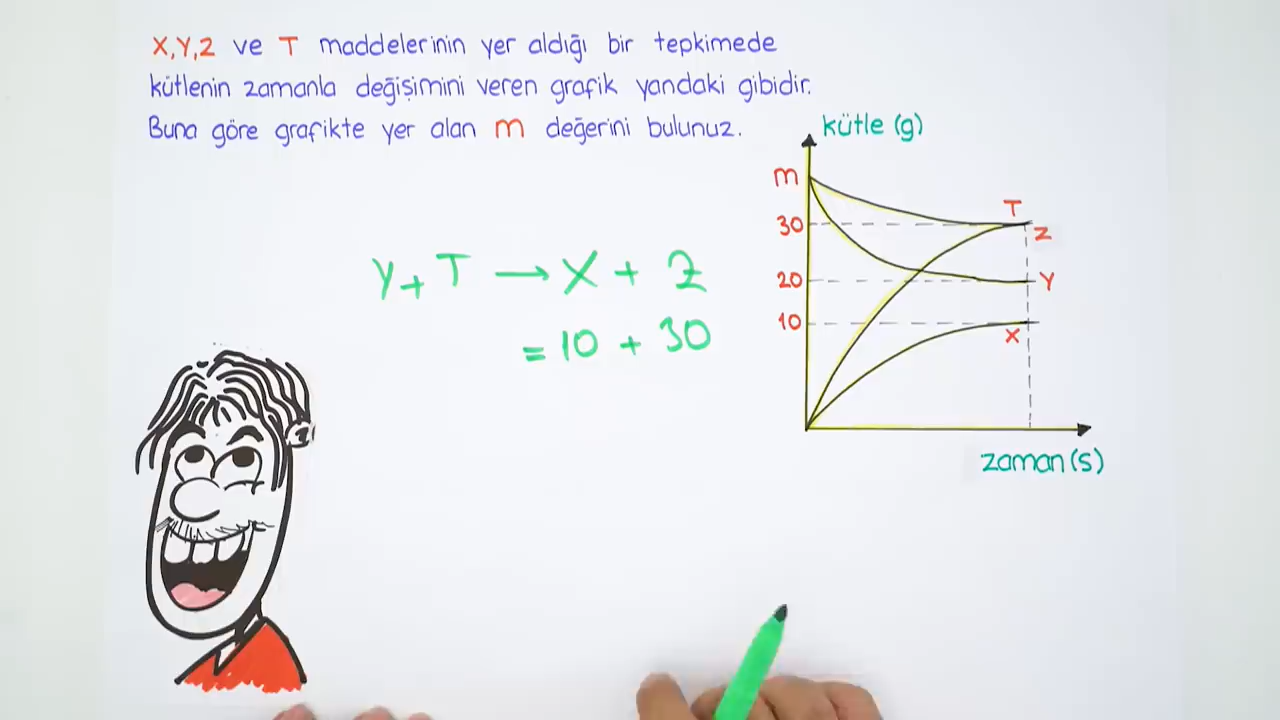 X,Y,Z ve T maddelerinin yer aldığı bir tepkimede
kütlenin zamanla değişimini veren grafik yandaki gibidir.
Buna göre grafikte yer alan m değerini bulunuz.
kütle (g)
m
30
20
10
T
Z
Y
X
zaman (s)
Y + T → X + Z
= 10 + 30